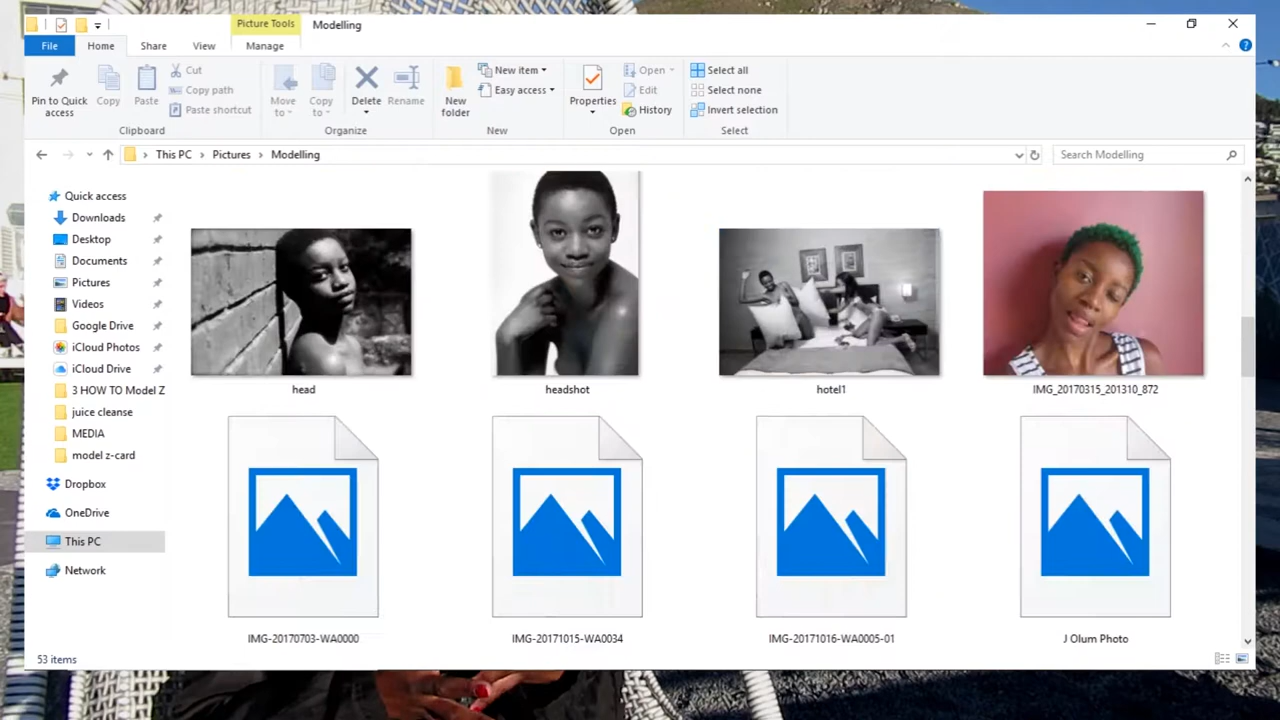 Picture Tools
Modelling
File
Home
Share
View
Manage
Pin to Quick access
Copy
Paste
Cut
Copy path
Paste shortcut
Clipboard
Move to
Copy to
Delete
Rename
Organize
New folder
New item
Easy access
New
Properties
Open
Edit
History
Open
Select all
Select none
Invert selection
Select
This PC > Pictures > Modelling
Search Modelling
Quick access
Downloads
Desktop
Documents
Pictures
Videos
Google Drive
iCloud Photos
iCloud Drive
3 HOW TO Model Z
juice cleanse
MEDIA
model z-card
Dropbox
OneDrive
This PC
Network
head
headshot
hotel1
IMG_20170315_201310_872
IMG-20170703-WA0000
IMG-20171015-WA0034
IMG-20171016-WA0005-01
J Olum Photo
53 items